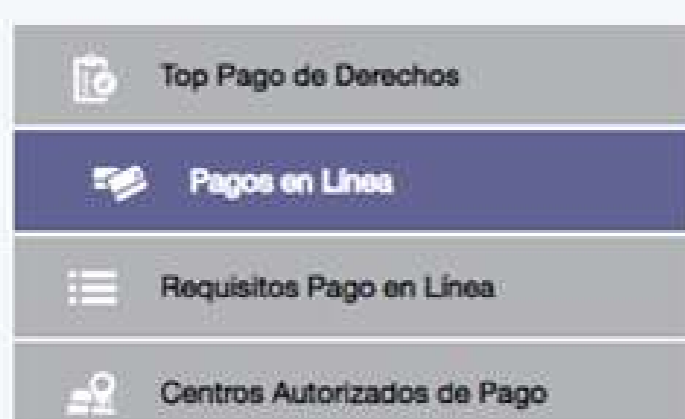 Top Pago de Derechos
Pagos en Línea
Requisitos Pago en Línea
Centros Autorizados de Pago